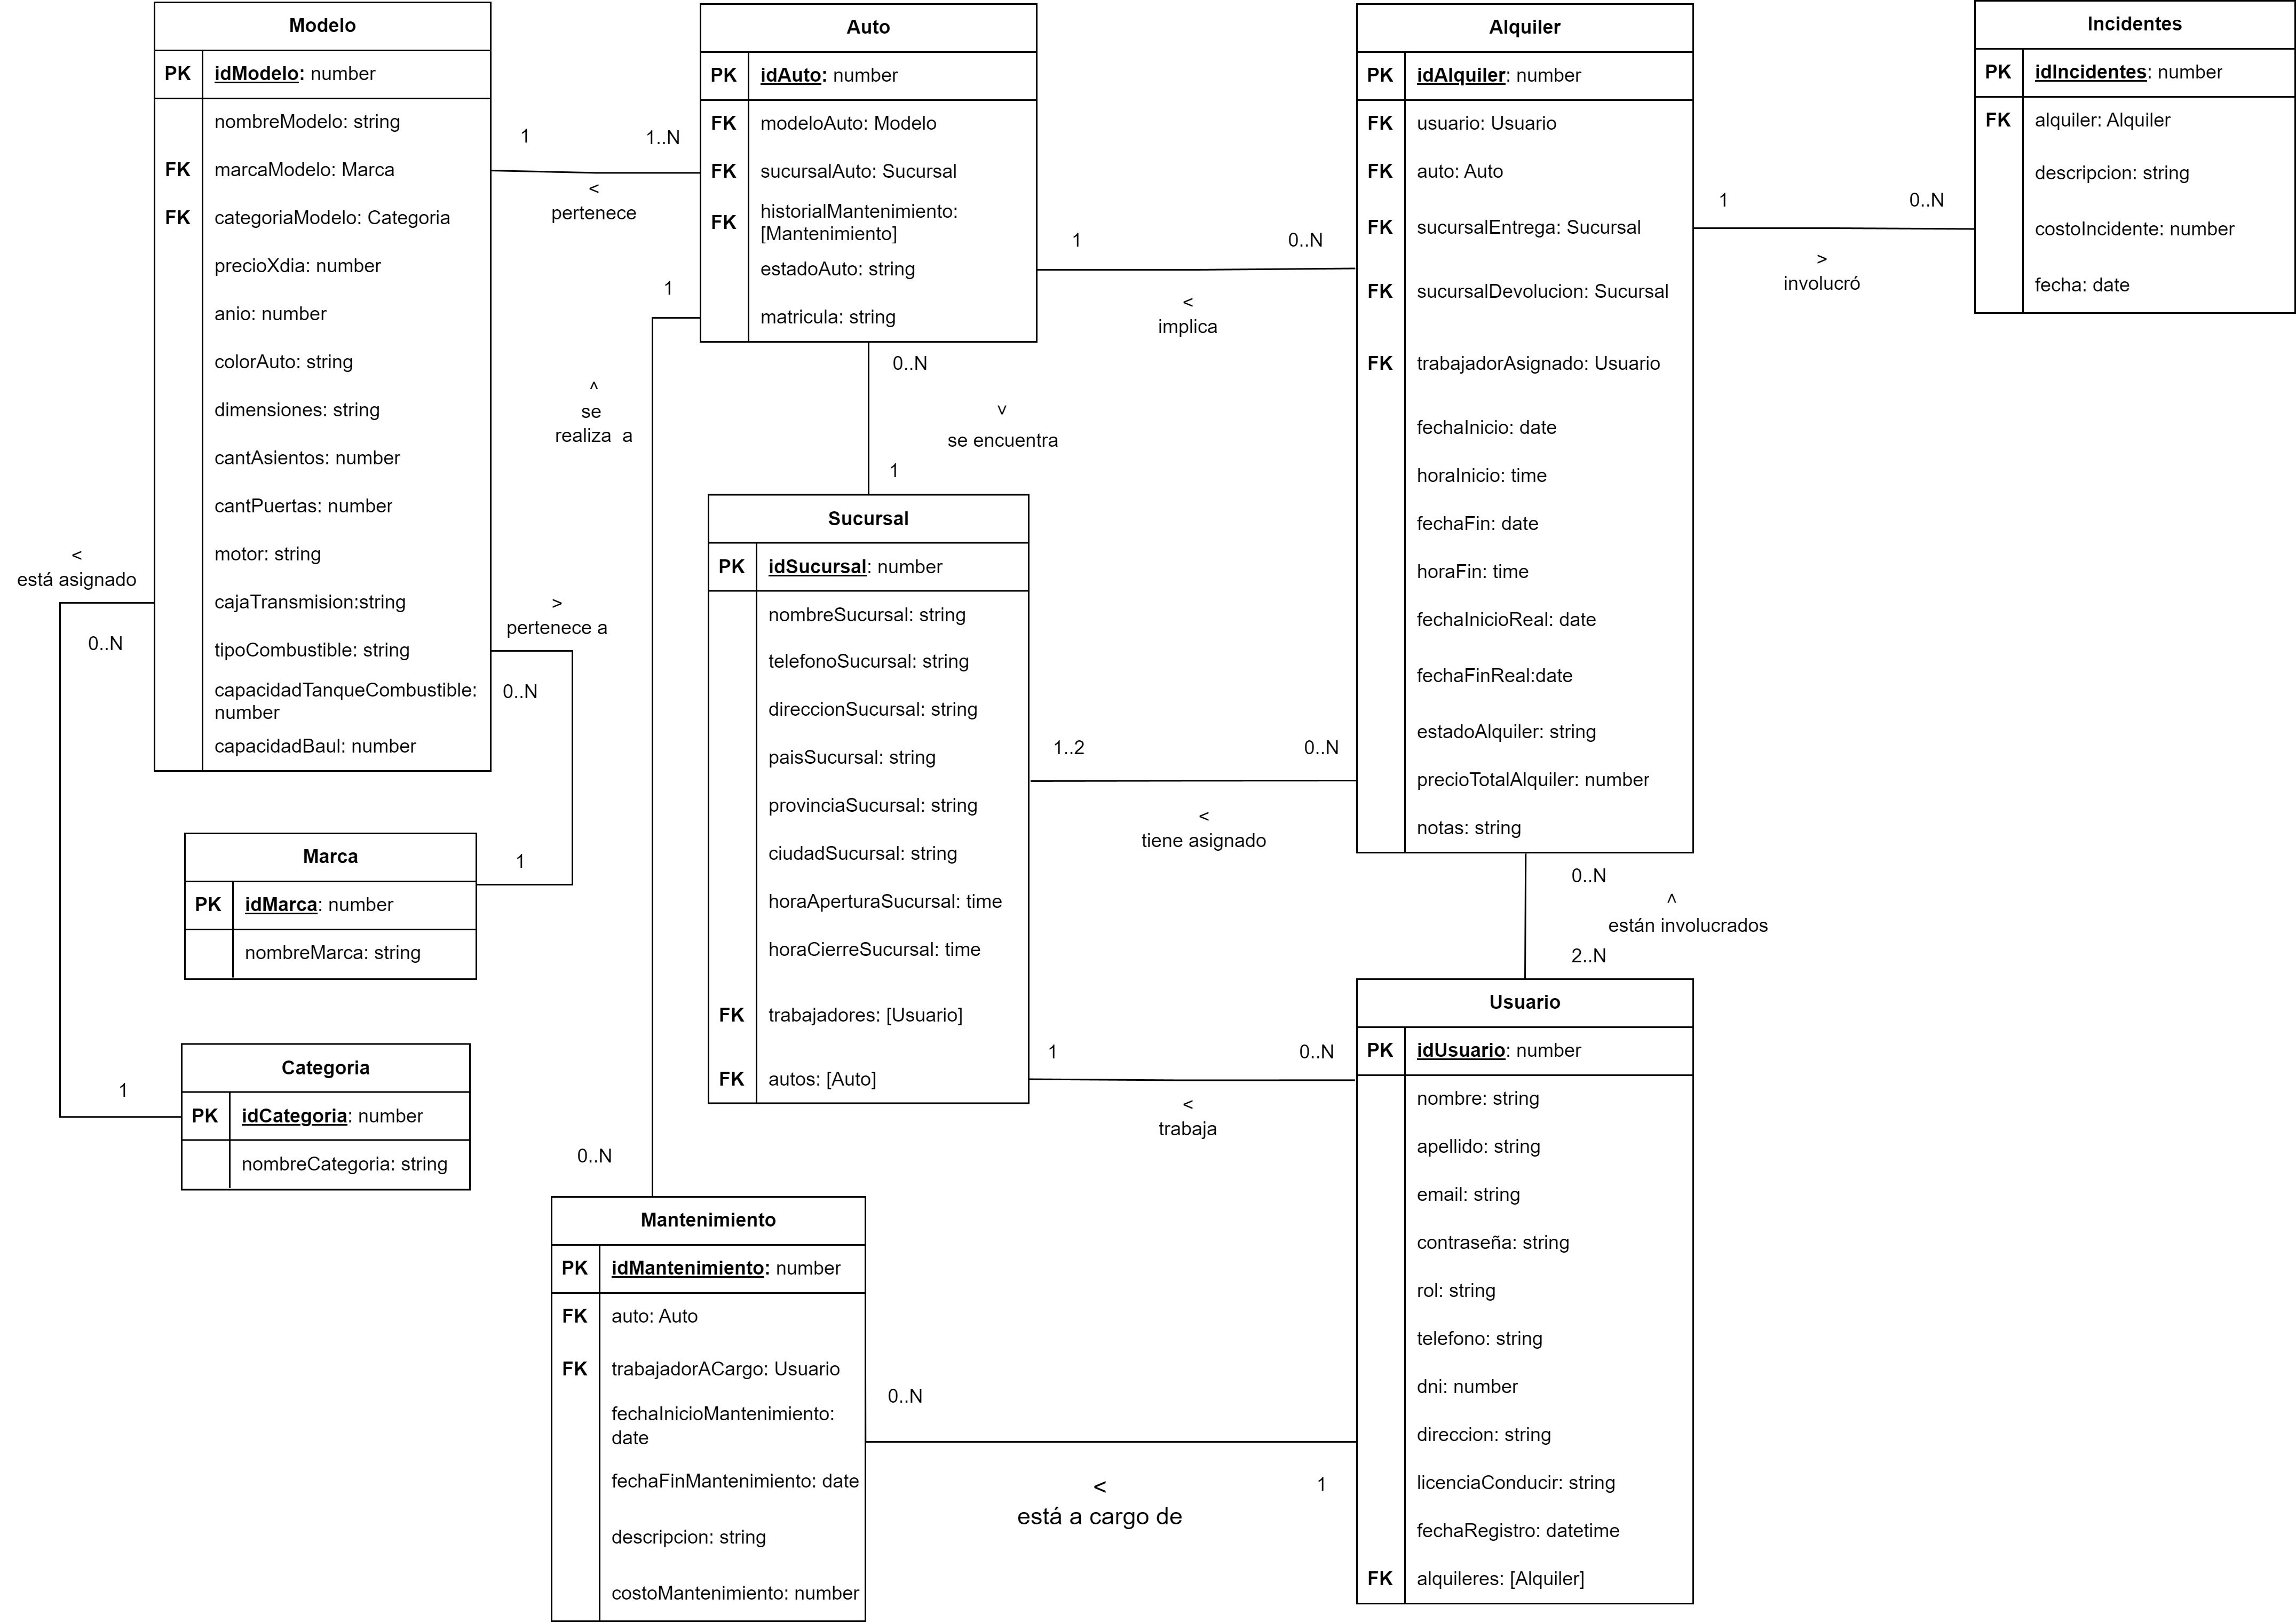 Modelo
PK idModelo: number
nombreModelo: string
FK marcaModelo: Marca
FK categoriaModelo: Categoria
precioXdia: number
anio: number
colorAuto: string
dimensiones: string
cantAsientos: number
cantPuertas: number
motor: string
cajaTransmision:string
tipoCombustible: string
capacidadTanqueCombustible:
number
capacidadBaul: number
1
1..N
<
pertenece
Auto
PK idAuto: number
FK modeloAuto: Modelo
FK sucursalAuto: Sucursal
FK historialMantenimiento:
[Mantenimiento]
estadoAuto: string
matricula: string
1
0..N
<
implica
Alquiler
PK idAlquiler: number
FK usuario: Usuario
FK auto: Auto
FK sucursalEntrega: Sucursal
FK sucursalDevolucion: Sucursal
FK trabajadorAsignado: Usuario
fechaInicio: date
horaInicio: time
fechaFin: date
horaFin: time
fechaInicioReal: date
fechaFinReal:date
estadoAlquiler: string
precioTotalAlquiler: number
notas: string
1
0..N
>
involucró
Incidentes
PK idIncidentes: number
FK alquiler: Alquiler
descripcion: string
costoIncidente: number
fecha: date
1
^
se
realiza a
0..N
0..N
v
se encuentra
1
<
está asignado
0..N
1
>
pertenece a
0..N
1
Sucursal
PK idSucursal: number
nombreSucursal: string
telefonoSucursal: string
direccionSucursal: string
paisSucursal: string
provinciaSucursal: string
ciudadSucursal: string
horaAperturaSucursal: time
horaCierreSucursal: time
FK trabajadores: [Usuario]
FK autos: [Auto]
1..2
0..N
<
tiene asignado
0..N
^
están involucrados
2..N
1
0..N
<
trabaja
Marca
PK idMarca: number
nombreMarca: string
Categoria
PK idCategoria: number
nombreCategoria: string
Mantenimiento
PK idMantenimiento: number
FK auto: Auto
FK trabajadorACargo: Usuario
fechaInicioMantenimiento:
date
fechaFinMantenimiento: date
descripcion: string
costoMantenimiento: number
0..N
1
<
está a cargo de
Usuario
PK idUsuario: number
nombre: string
apellido: string
email: string
contraseña: string
rol: string
telefono: string
dni: number
direccion: string
licenciaConducir: string
fechaRegistro: datetime
FK alquileres: [Alquiler]